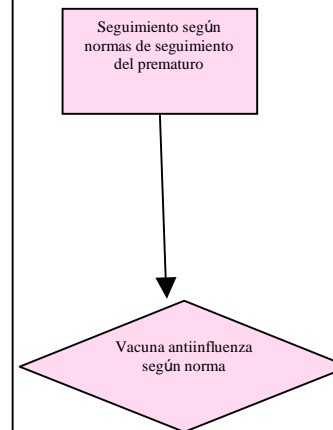 Seguimiento según
normas de seguimiento
del prematuro
Vacuna antiinfluenza
según norma